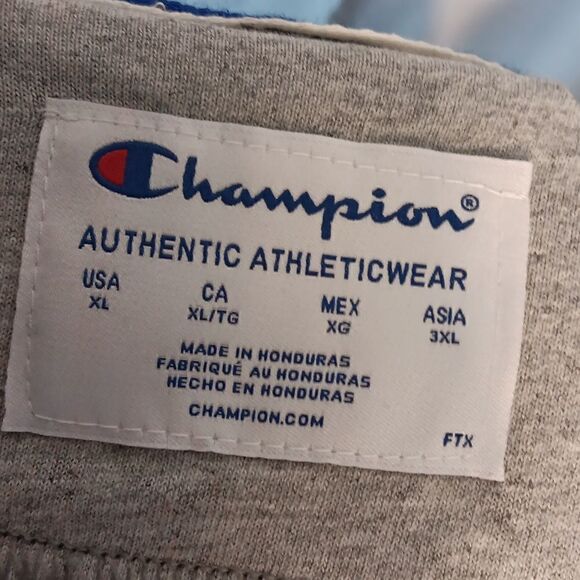 Champion®
AUTHENTIC ATHLETICWEAR
USA CA MEX ASIA
XL XL/TG XG 3XL
MADE IN HONDURAS
FABRIQUÉ AU HONDURAS
HECHO EN HONDURAS
CHAMPION.COM
FTX